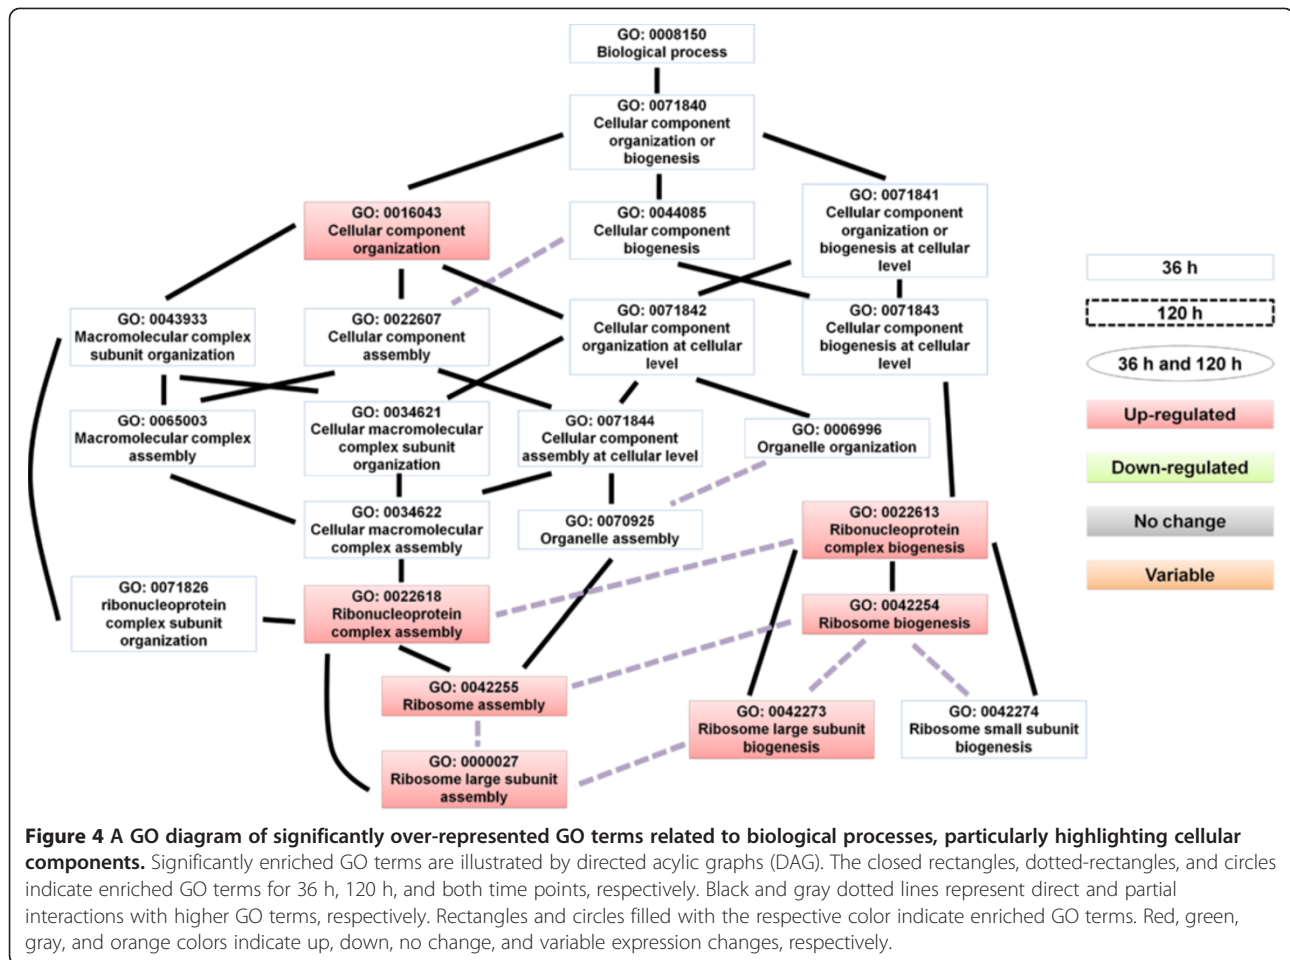 GO: 0008150
Biological process
GO: 0071840
Cellular component
organization or
biogenesis
GO: 0016043
Cellular component
organization
GO: 0044085
Cellular component
biogenesis
GO: 0071841
Cellular component
organization or
biogenesis at cellular
level
GO: 0043933
Macromolecular complex
subunit organization
GO: 0022607
Cellular component
assembly
GO: 0071842
Cellular component
organization at cellular
level
GO: 0071843
Cellular component
biogenesis at cellular
level
GO: 0065003
Macromolecular complex
assembly
GO: 0034621
Cellular macromolecular
complex subunit
organization
GO: 0071844
Cellular component
assembly at cellular level
GO: 0006996
Organelle organization
GO: 0034622
Cellular macromolecular
complex assembly
GO: 0070925
Organelle assembly
GO: 0022613
Ribonucleoprotein
complex biogenesis
GO: 0071826
ribonucleoprotein
complex subunit
organization
GO: 0022618
Ribonucleoprotein
complex assembly
GO: 0042254
Ribosome biogenesis
GO: 0042255
Ribosome assembly
GO: 0042273
Ribosome large subunit
biogenesis
GO: 0042274
Ribosome small subunit
biogenesis
GO: 0000027
Ribosome large subunit
assembly
36 h
120 h
36 h and 120 h
Up-regulated
Down-regulated
No change
Variable
Figure 4 A GO diagram of significantly over-represented GO terms related to biological processes, particularly highlighting cellular
components. Significantly enriched GO terms are illustrated by directed acylic graphs (DAG). The closed rectangles, dotted-rectangles, and circles
indicate enriched GO terms for 36 h, 120 h, and both time points, respectively. Black and gray dotted lines represent direct and partial
interactions with higher GO terms, respectively. Rectangles and circles filled with the respective color indicate enriched GO terms. Red, green,
gray, and orange colors indicate up, down, no change, and variable expression changes, respectively.